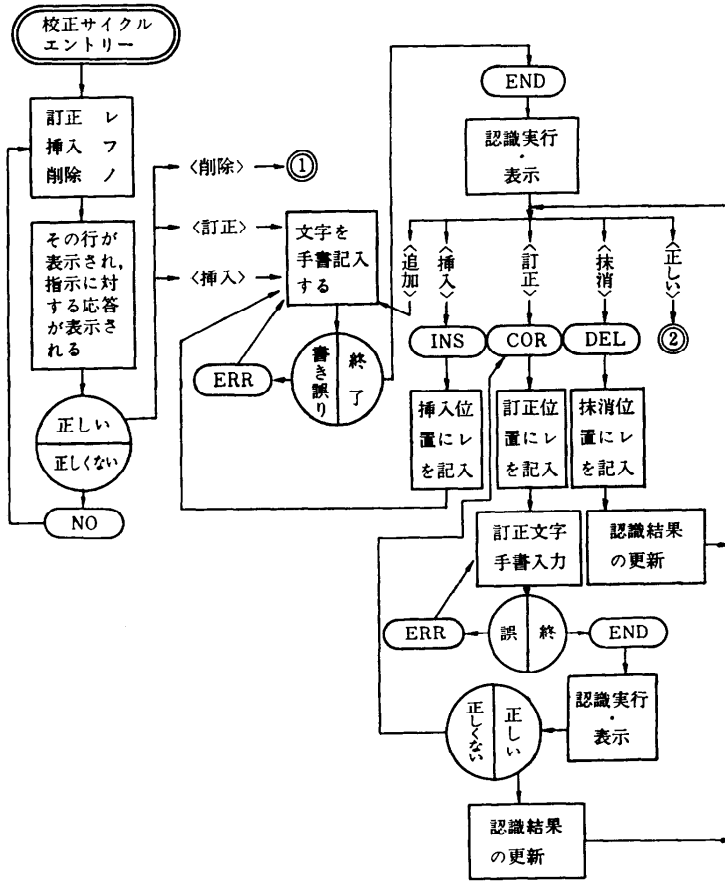 校正サイクル
エントリー
訂正 レ
挿入 フ
削除 ノ
その行が
表示され,
指示に対
する応答
が表示さ
れる
正しい
正しくない
NO
〈削除〉
①
〈訂正〉
〈挿入〉
文字を
手書記入
する
書き誤り
終了
ERR
END
認識実行
・
表示
〈追加〉
〈挿入〉
〈訂正〉
〈抹消〉
〈正しい〉
②
INS
COR
DEL
挿入位
置にレ
を記入
訂正位
置にレ
を記入
抹消位
置にレ
を記入
訂正文字
手書入力
認識結果
の更新
ERR
誤
終
END
認識実行
・
表示
正しくない
正しい
認識結果
の更新